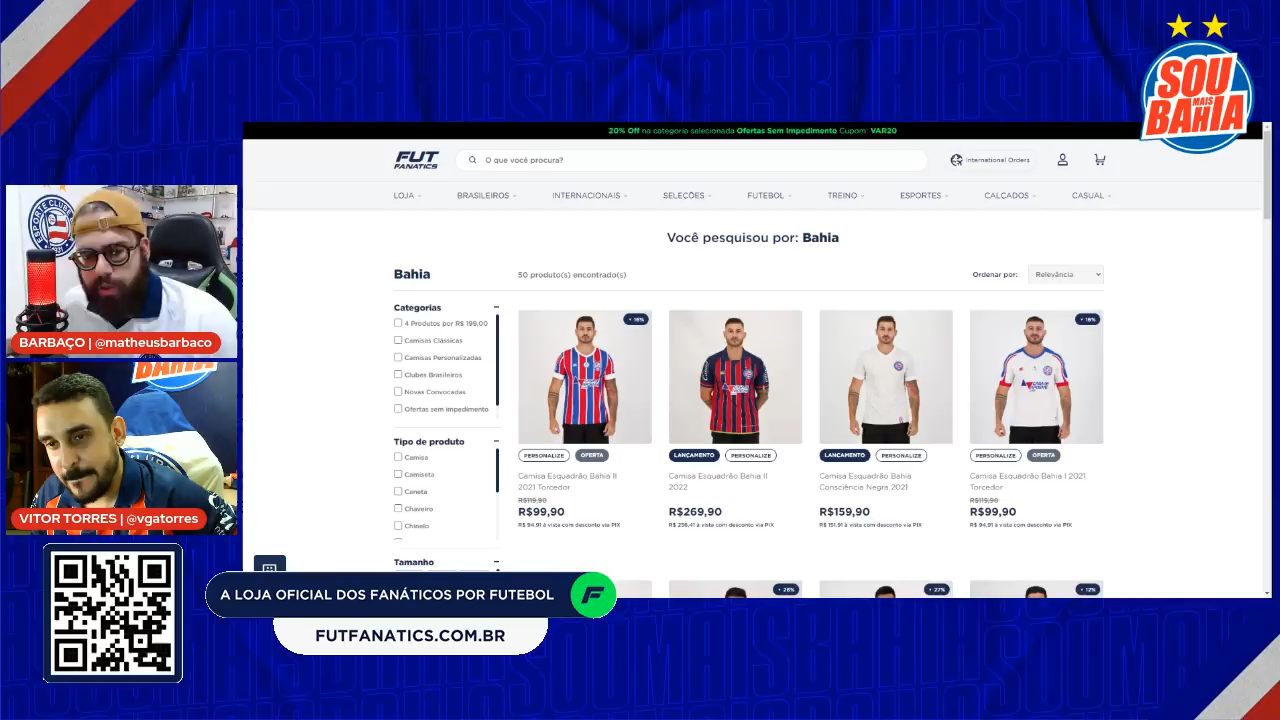 SOU
MAIS
BAHIA
20% Off na categoria selecionada Ofertas Sem Impedimento Cupom: VAR20
FUT
FANATICS
O que você procura?
International Orders
LOJA
BRASILEIROS
INTERNACIONAIS
SELEÇÕES
FUTEBOL
TREINO
ESPORTES
CALÇADOS
CASUAL
Você pesquisou por: Bahia
Bahia
50 produto(s) encontrado(s)
Ordenar por:
Relevância
Categorias
4 Produtos por R$ 199,00
Camisas Clássicas
Camisas Personalizadas
Clubes Brasileiros
Novas Convocadas
Ofertas sem impedimento
Tipo de produto
Camisa
Camiseta
Caneta
Chaveiro
Chinelo
Tamanho
PERSONALIZE
OFERTA
Camisa Esquadrão Bahia II
2021 Torcedor
R$119,90
R$99,90
R$ 94,91 à vista com desconto via PIX
LANÇAMENTO
PERSONALIZE
Camisa Esquadrão Bahia II
2022
R$269,90
R$ 256,41 à vista com desconto via PIX
LANÇAMENTO
PERSONALIZE
Camisa Esquadrão Bahia
Consciência Negra 2021
R$159,90
R$ 151,91 à vista com desconto via PIX
PERSONALIZE
OFERTA
Camisa Esquadrão Bahia I 2021
Torcedor
R$119,90
R$99,90
R$ 94,91 à vista com desconto via PIX
ESPORTE CLUBE
BARBAÇO | @matheusbarbaco
BAHIA
VITOR TORRES | @vgatorres
A LOJA OFICIAL DOS FANÁTICOS POR FUTEBOL
FUTFANATICS.COM.BR